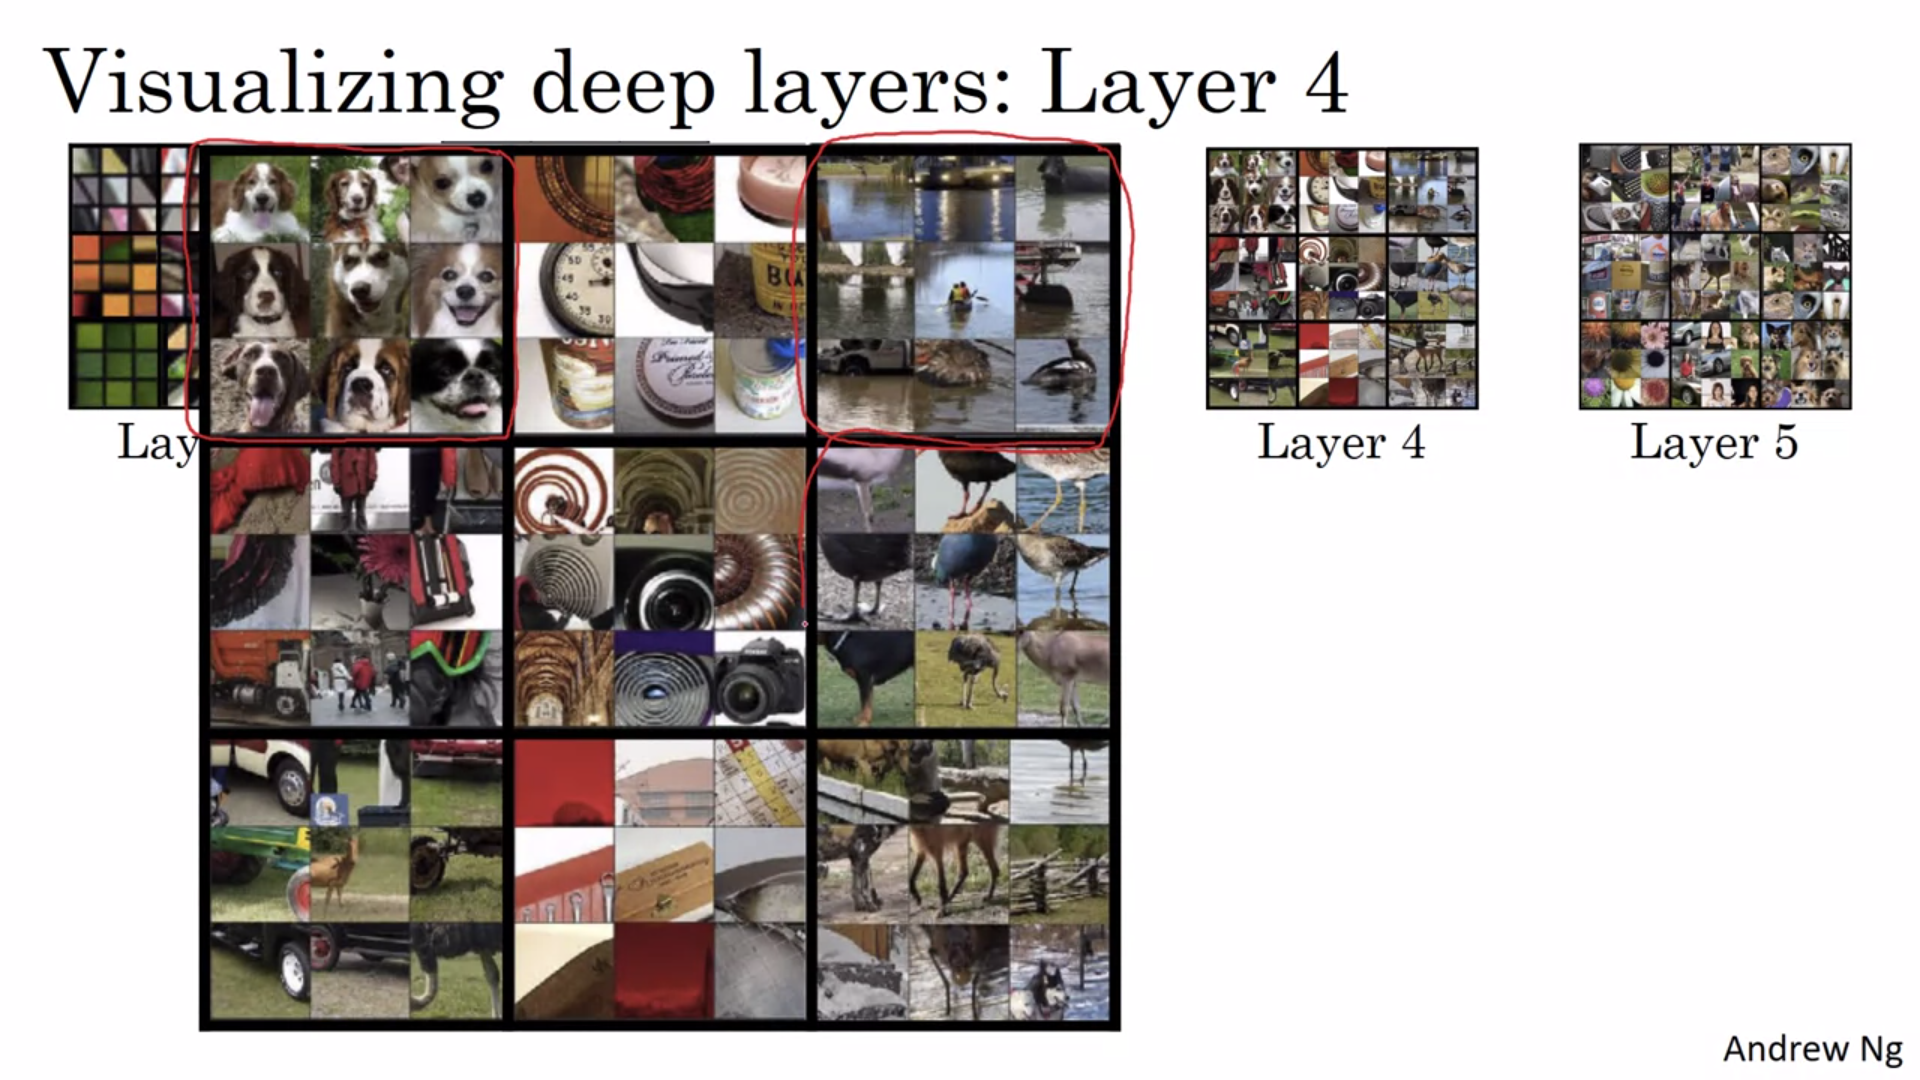 Visualizing deep layers: Layer 4
Lay
Layer 4
Layer 5
Andrew Ng